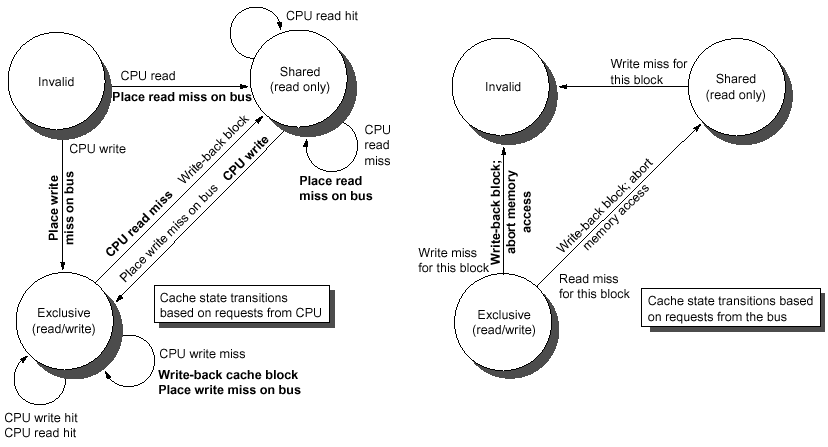 CPU read hit
Invalid
CPU read
Place read miss on bus
Shared
(read only)
CPU write
CPU
read
miss
Place read
miss on bus
Place write
miss on bus
CPU read miss
Write-back block
Place write miss on bus
CPU write
Exclusive
(read/write)
Cache state transitions
based on requests from CPU
CPU write miss
Write-back cache block
Place write miss on bus
CPU write hit
CPU read hit
Invalid
Write miss for
this block
Shared
(read only)
Write-back block;
abort memory
access
Write-back block; abort
memory access
Write miss
for this block
Read miss
for this block
Exclusive
(read/write)
Cache state transitions based
on requests from the bus